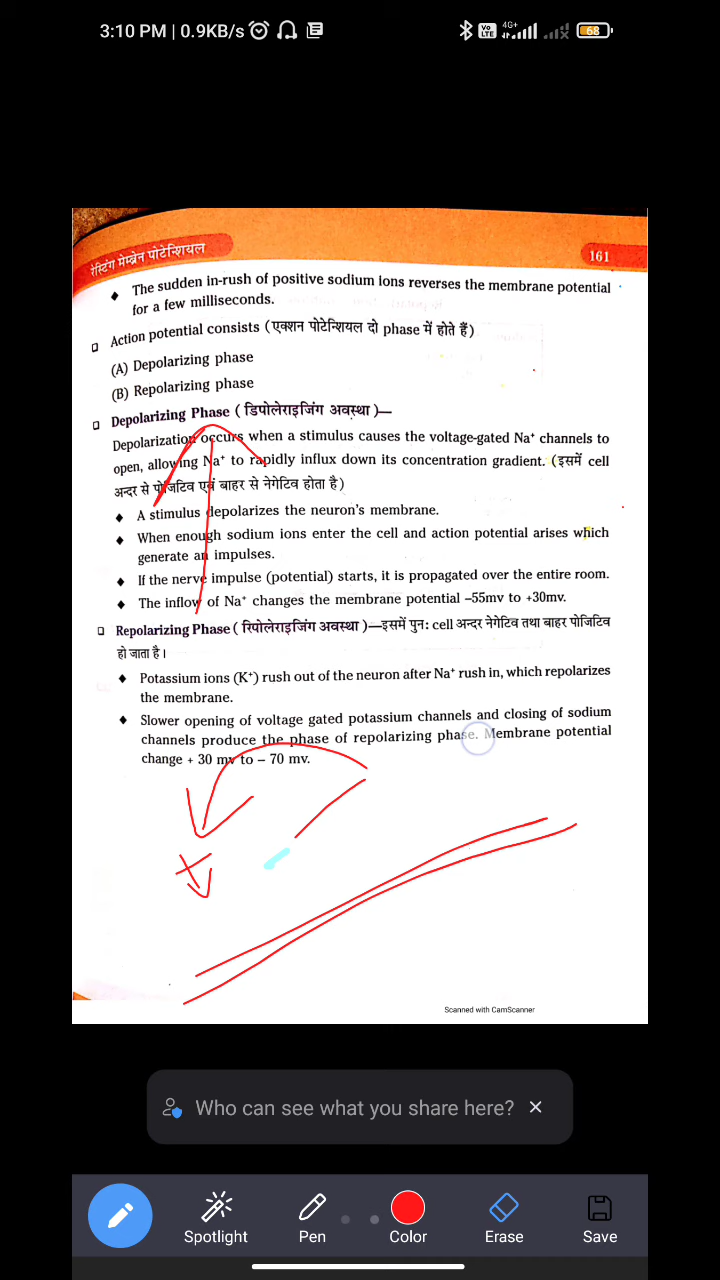 3:10 PM | 0.9KB/s
Vo LTE 4G+ 68
रेस्टिंग मेम्ब्रेन पोटेन्शियल
161
♦ The sudden in-rush of positive sodium ions reverses the membrane potential
for a few milliseconds.
❑ Action potential consists (एक्शन पोटेन्शियल दो phase में होते हैं)
(A) Depolarizing phase
(B) Repolarizing phase
❑ Depolarizing Phase (डिपोलेराइजिंग अवस्था)—
Depolarization occurs when a stimulus causes the voltage-gated Na⁺ channels to
open, allowing Na⁺ to rapidly influx down its concentration gradient. (इसमें cell
अन्दर से पोजिटिव एवं बाहर से नेगेटिव होता है)
♦ A stimulus depolarizes the neuron's membrane.
♦ When enough sodium ions enter the cell and action potential arises which
generate an impulses.
♦ If the nerve impulse (potential) starts, it is propagated over the entire room.
♦ The inflow of Na⁺ changes the membrane potential –55mv to +30mv.
❑ Repolarizing Phase (रिपोलेराइजिंग अवस्था)—इसमें पुन: cell अन्दर नेगेटिव तथा बाहर पोजिटिव
हो जाता है।
♦ Potassium ions (K⁺) rush out of the neuron after Na⁺ rush in, which repolarizes
the membrane.
♦ Slower opening of voltage gated potassium channels and closing of sodium
channels produce the phase of repolarizing phase. Membrane potential
change + 30 mv to – 70 mv.
Scanned with CamScanner
Who can see what you share here? ×
Spotlight Pen Color Erase Save